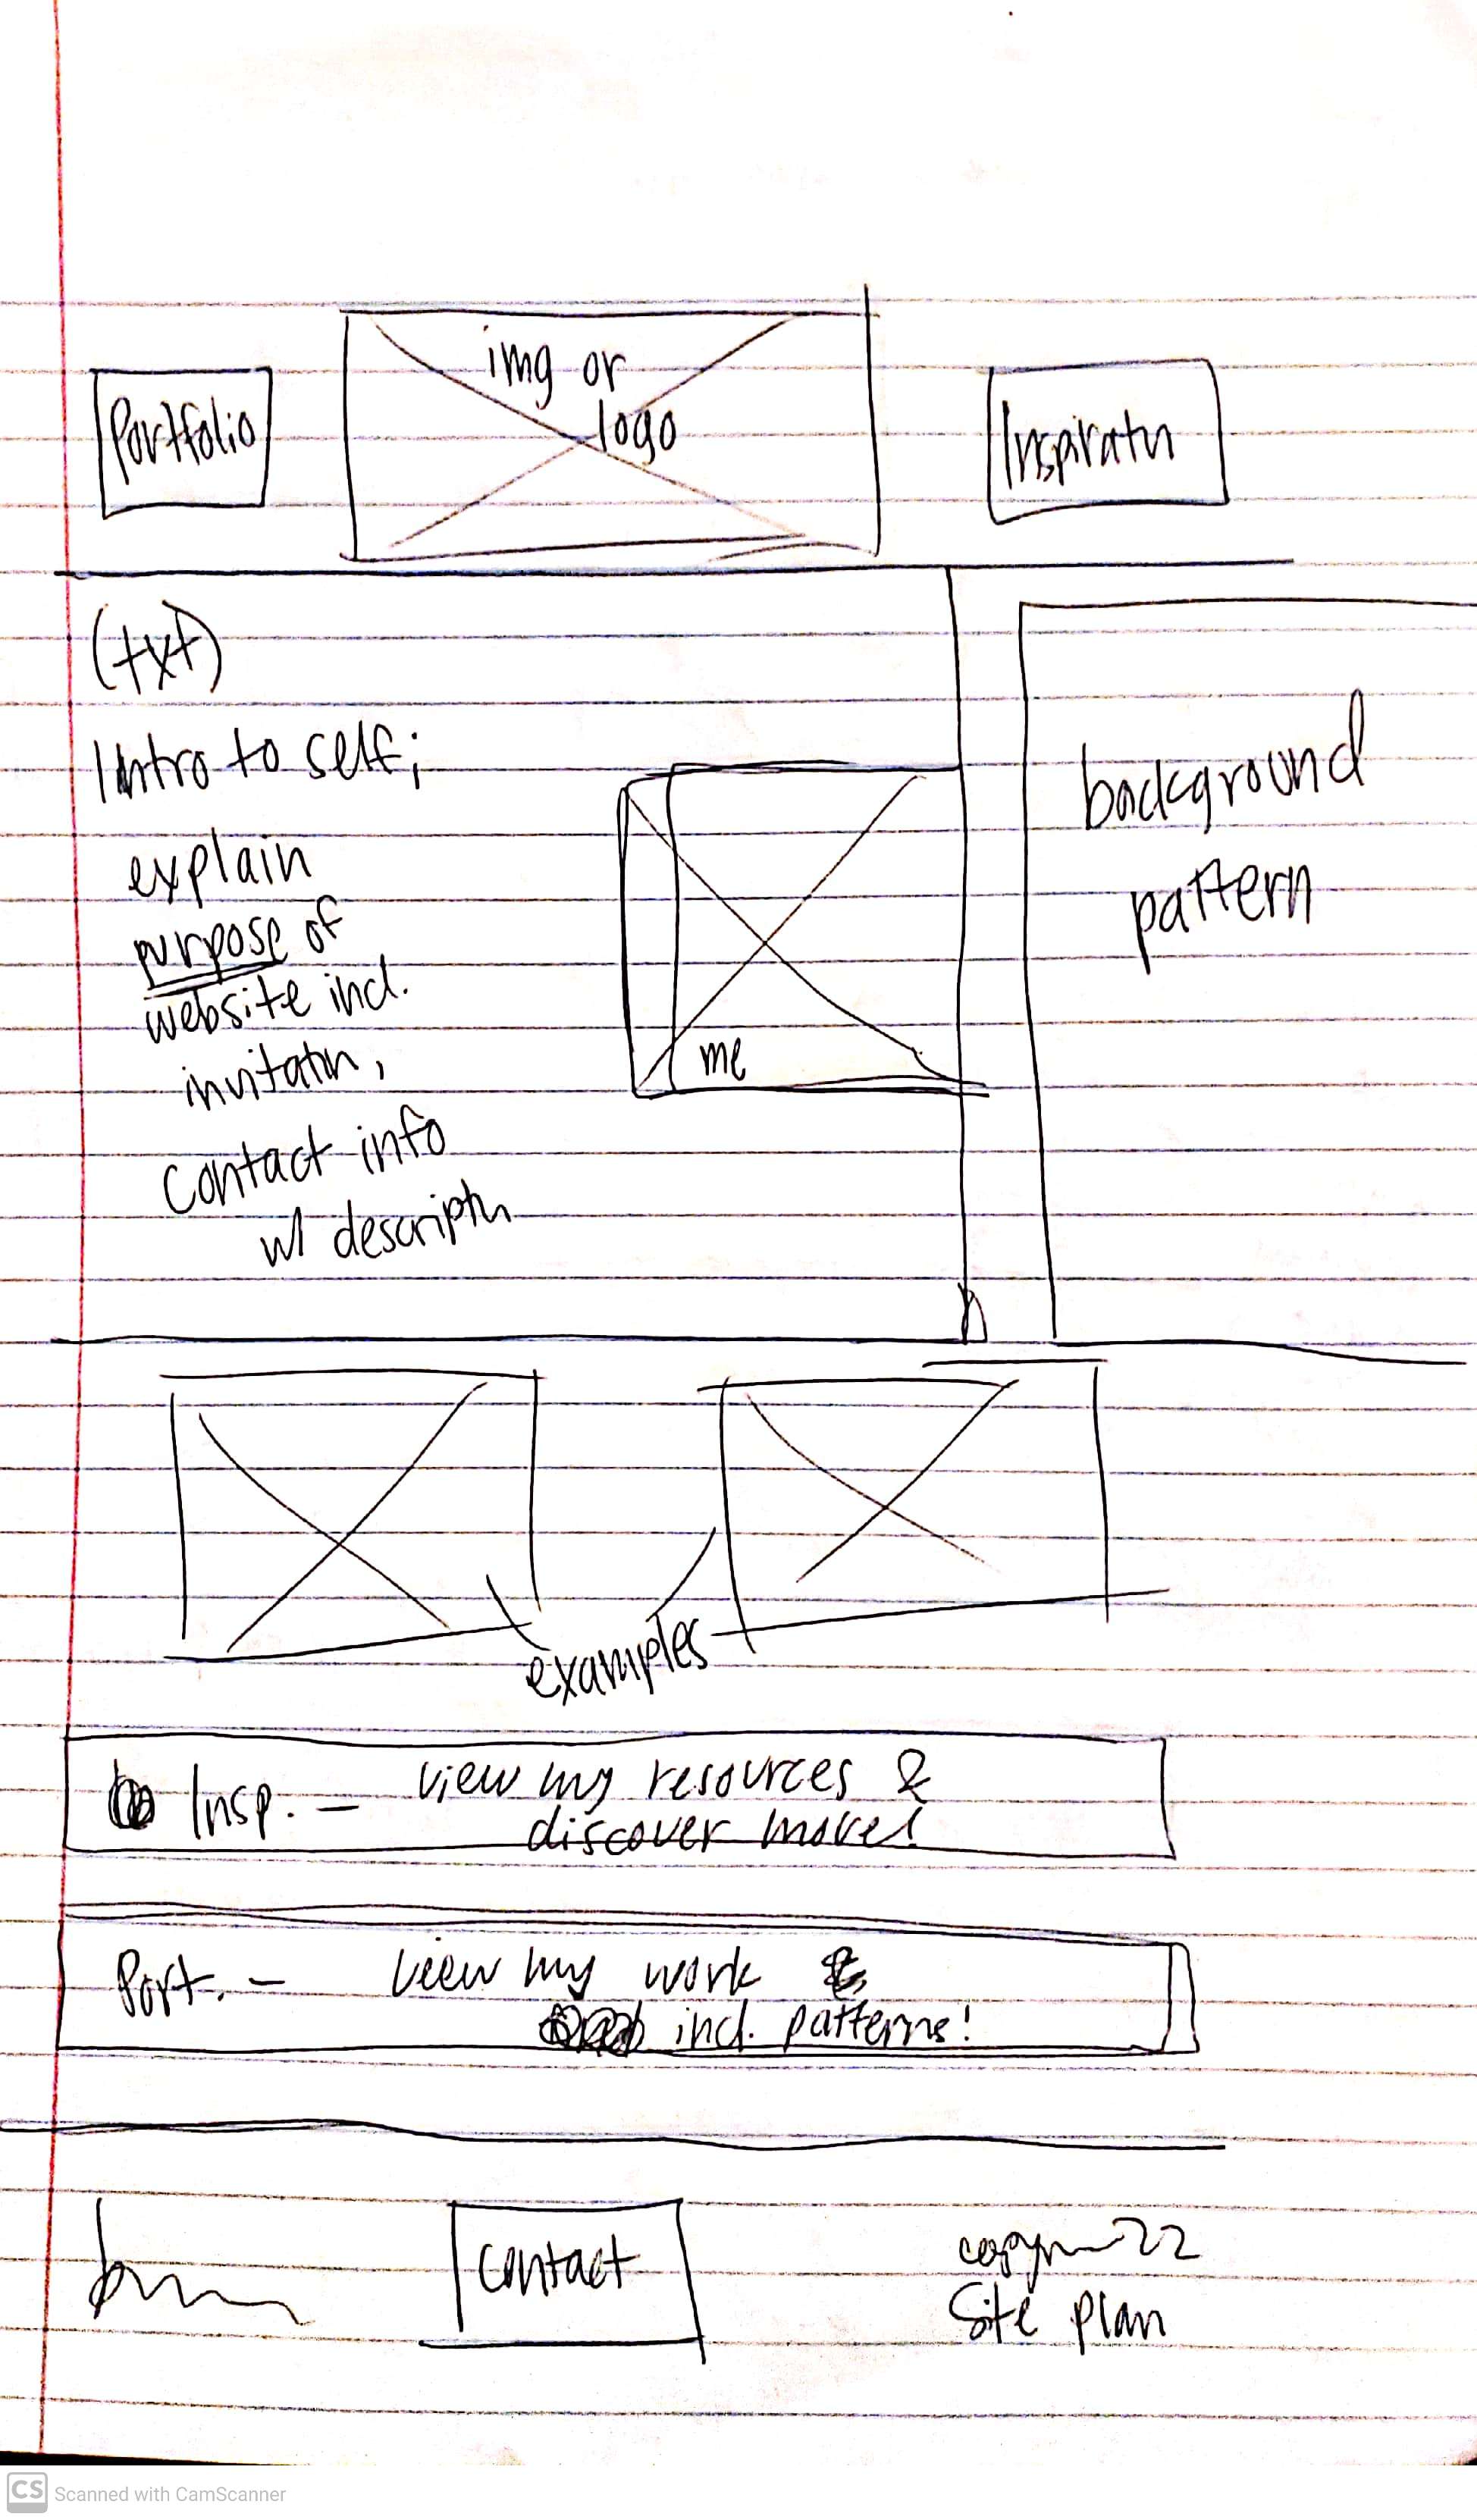 Portfolio
img or
logo
Inspiratn
(txt)
Intro to self;
explain
purpose of
website incl.
invitatn,
contact info
w/ descriptn
me
background
pattern
examples
Insp. - view my resources &
discover more!
Port. - view my work
incl. patterns!
contact
22
Site plan
CS Scanned with CamScanner